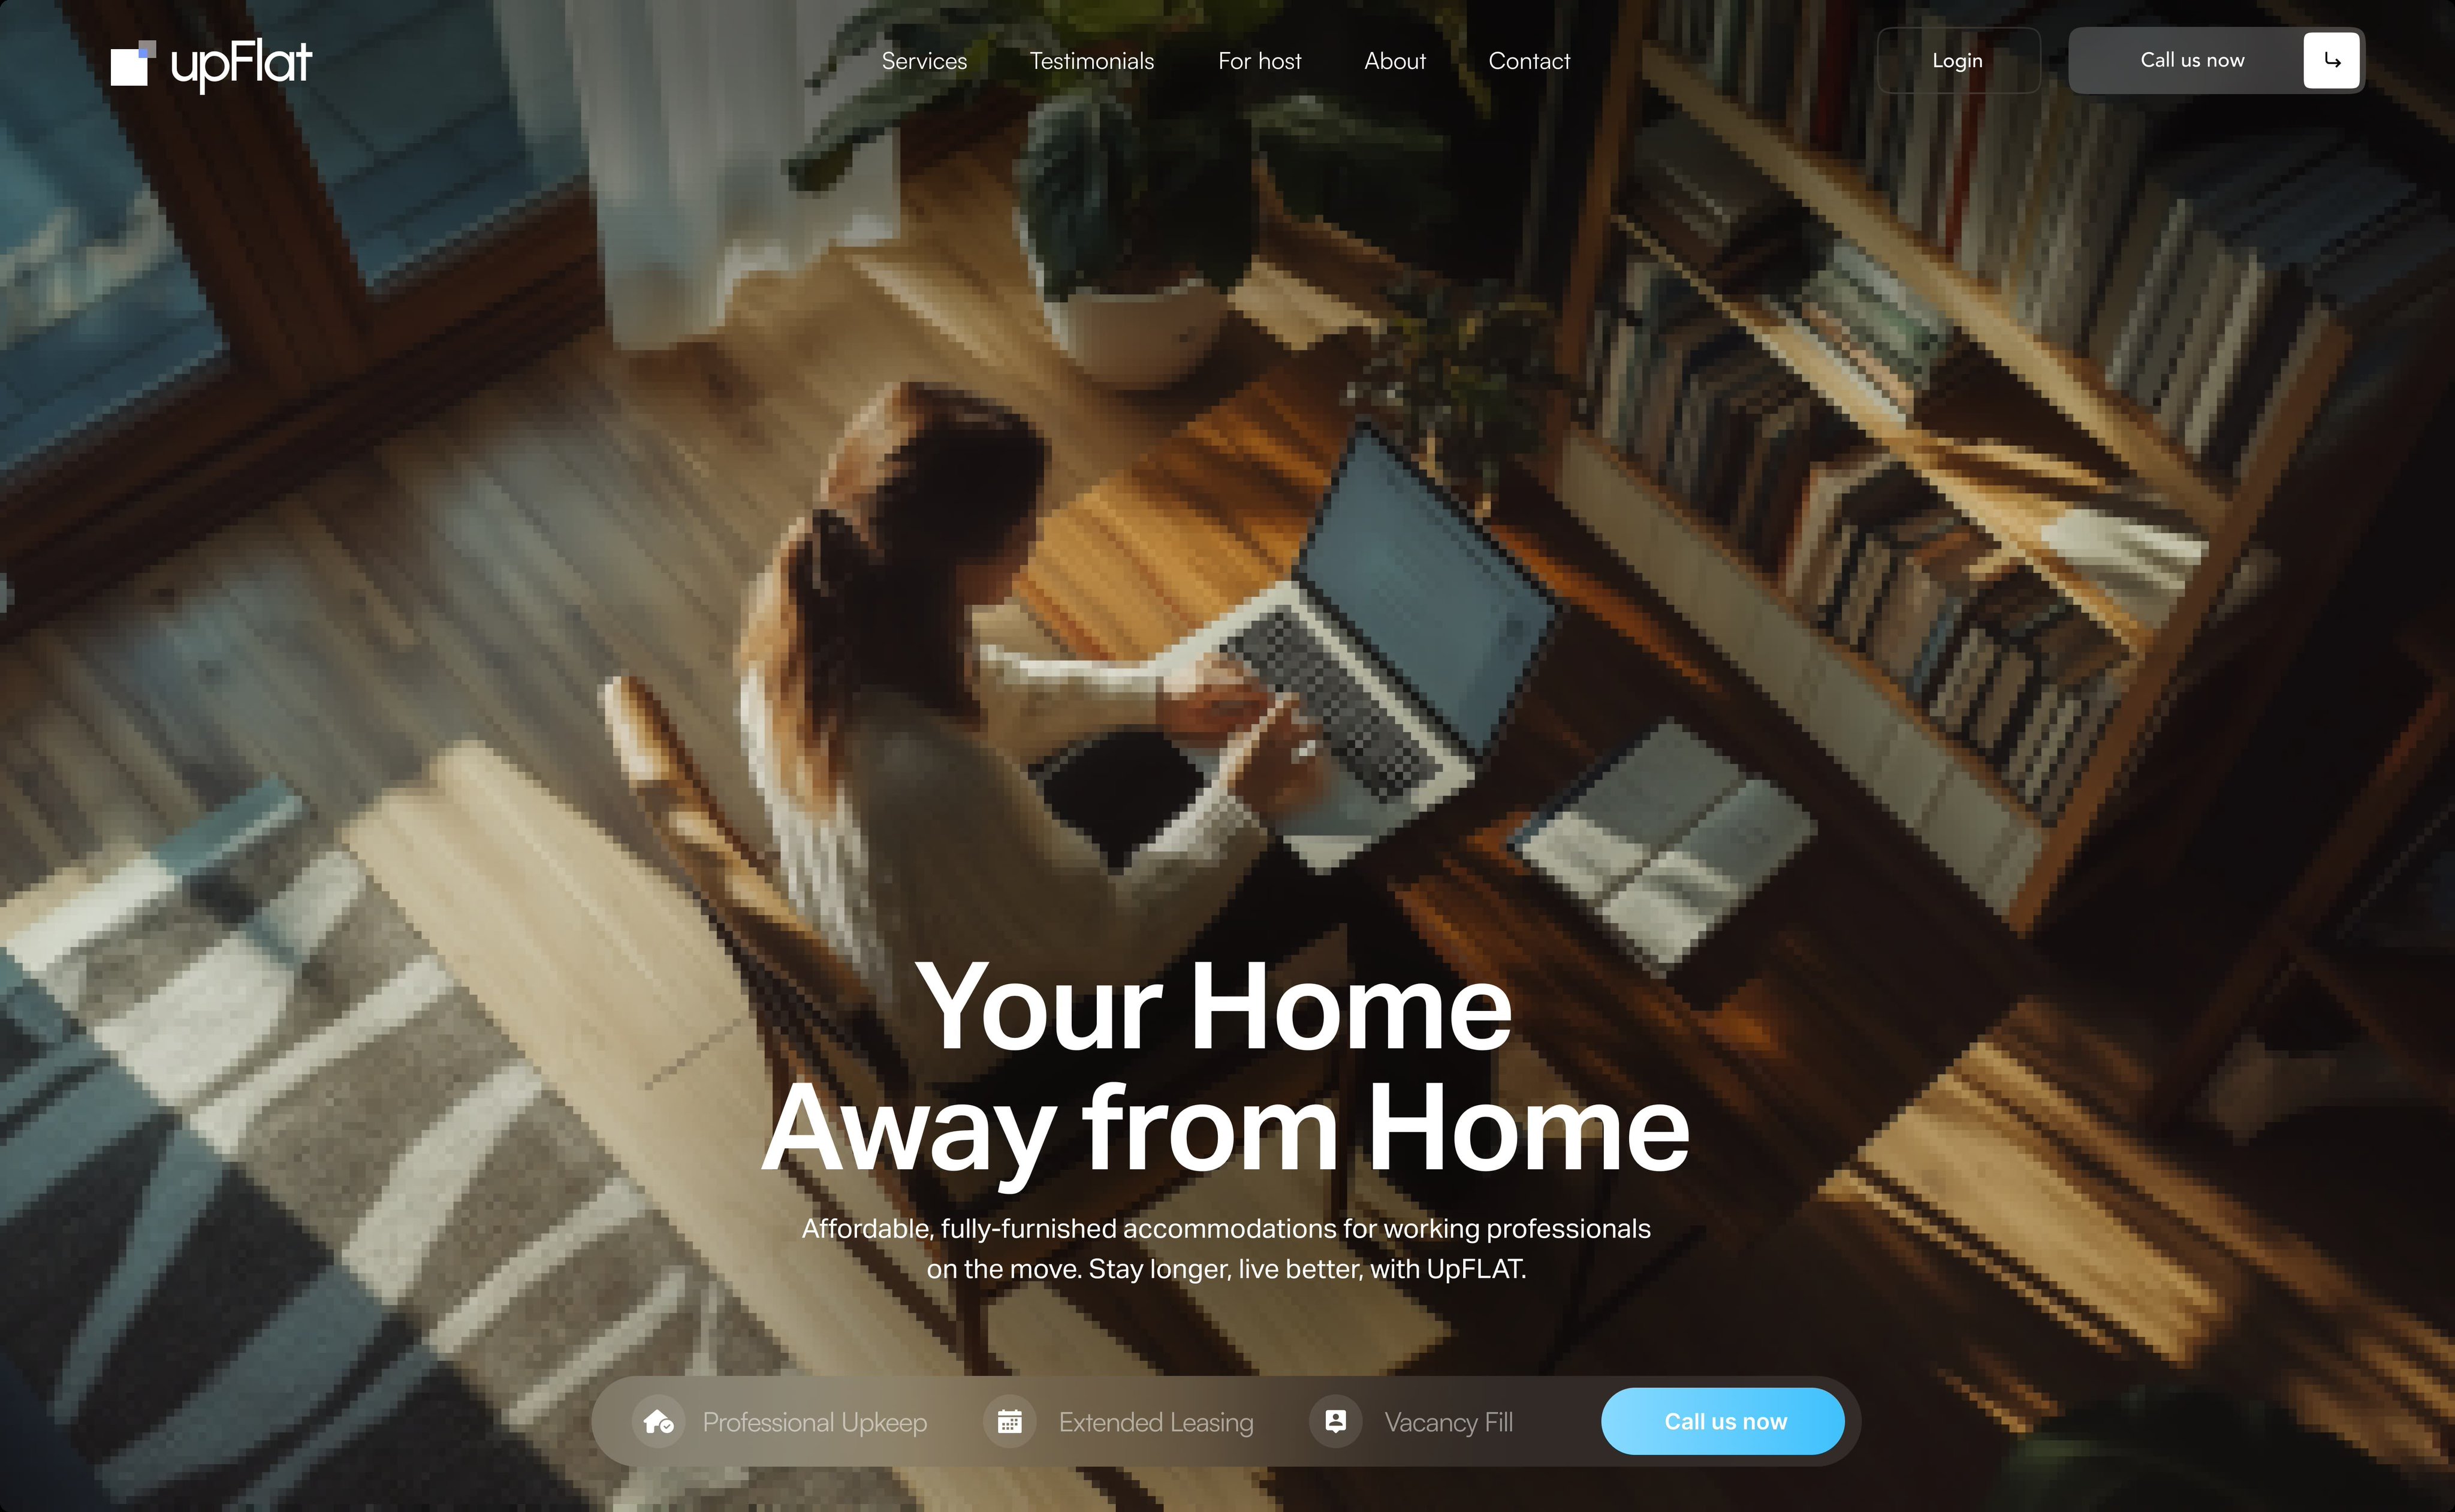 upFlat
Services Testimonials For host About Contact
Login
Call us now
Your Home
Away from Home
Affordable, fully-furnished accommodations for working professionals
on the move. Stay longer, live better, with UpFLAT.
Professional Upkeep
Extended Leasing
Vacancy Fill
Call us now